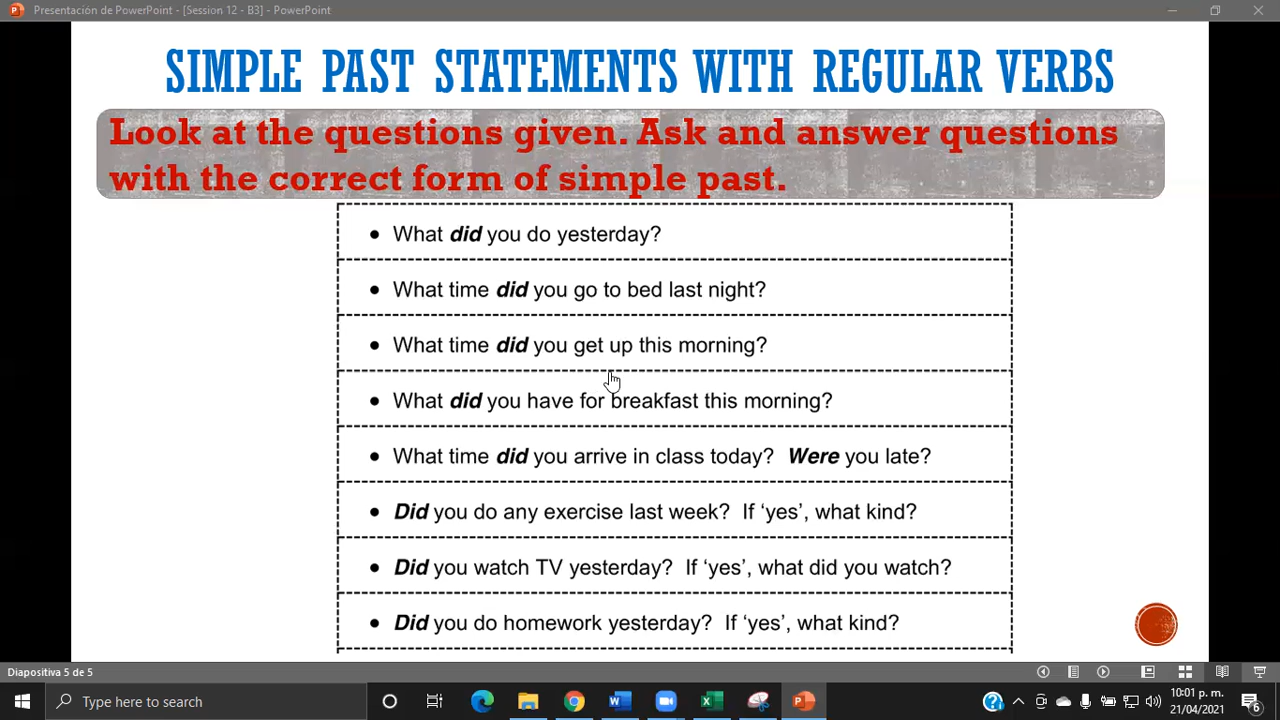 Presentación de PowerPoint - [Session 12 - B3] - PowerPoint
SIMPLE PAST STATEMENTS WITH REGULAR VERBS
Look at the questions given. Ask and answer questions
with the correct form of simple past.
• What did you do yesterday?
• What time did you go to bed last night?
• What time did you get up this morning?
• What did you have for breakfast this morning?
• What time did you arrive in class today? Were you late?
• Did you do any exercise last week? If ‘yes’, what kind?
• Did you watch TV yesterday? If ‘yes’, what did you watch?
• Did you do homework yesterday? If ‘yes’, what kind?
Diapositiva 5 de 5
Type here to search
10:01 p. m.
21/04/2021
6